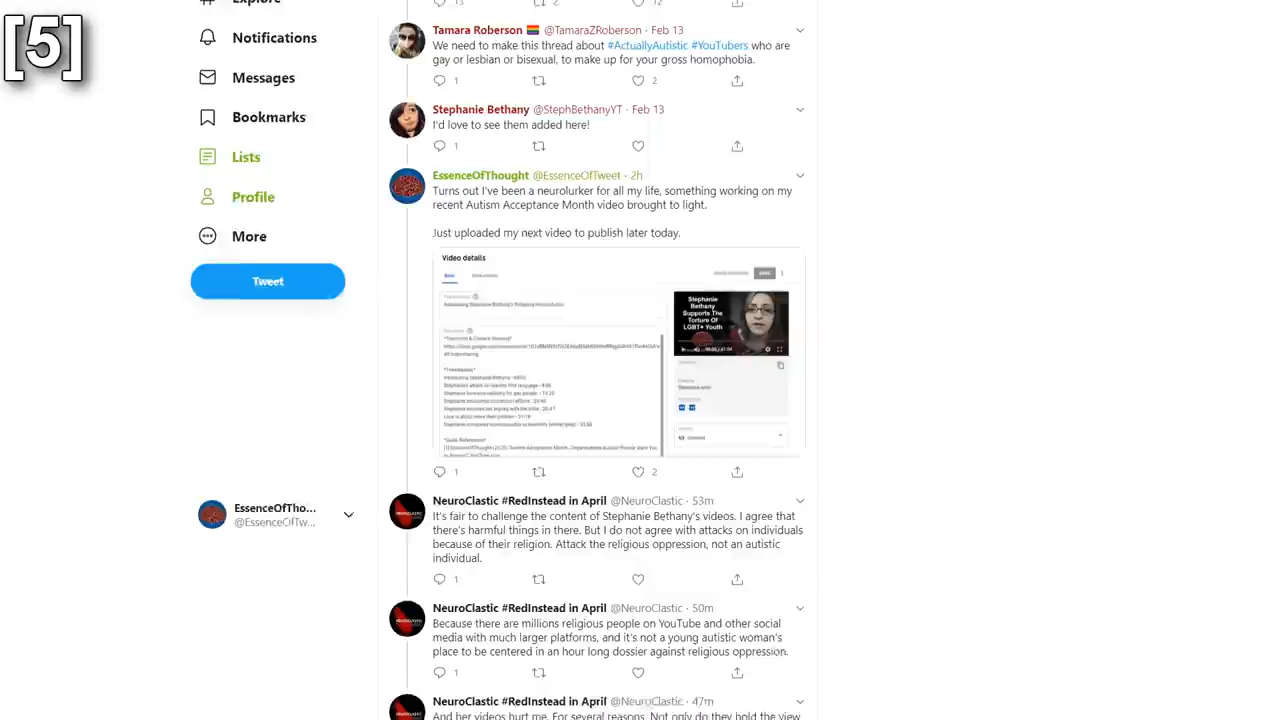 [5]
Explore
13 2 12
Notifications
Messages
Bookmarks
Lists
Profile
More
Tweet
EssenceOfTho...
@EssenceOfTw...
Tamara Roberson 🏳️‍🌈 @TamaraZRoberson · Feb 13
We need to make this thread about #ActuallyAutistic #YouTubers who are
gay or lesbian or bisexual, to make up for your gross homophobia.
1 2
Stephanie Bethany @StephBethanyYT · Feb 13
I'd love to see them added here!
1
EssenceOfThought @EssenceOfTweet · 2h
Turns out I've been a neurolurker for all my life, something working on my
recent Autism Acceptance Month video brought to light.
Just uploaded my next video to publish later today.
Video details
SAVE
Stephanie
Bethany
Supports The
Torture Of
LGBT+ Youth
1 2
NeuroClastic #RedInstead in April @NeuroClastic · 53m
It's fair to challenge the content of Stephanie Bethany's videos. I agree that
there's harmful things in there. But I do not agree with attacks on individuals
because of their religion. Attack the religious oppression, not an autistic
individual.
1
NeuroClastic #RedInstead in April @NeuroClastic · 50m
Because there are millions religious people on YouTube and other social
media with much larger platforms, and it's not a young autistic woman's
place to be centered in an hour long dossier against religious oppression.
1
NeuroClastic #RedInstead in April @NeuroClastic · 47m
And her videos hurt me. For several reasons. Not only do they hold the view